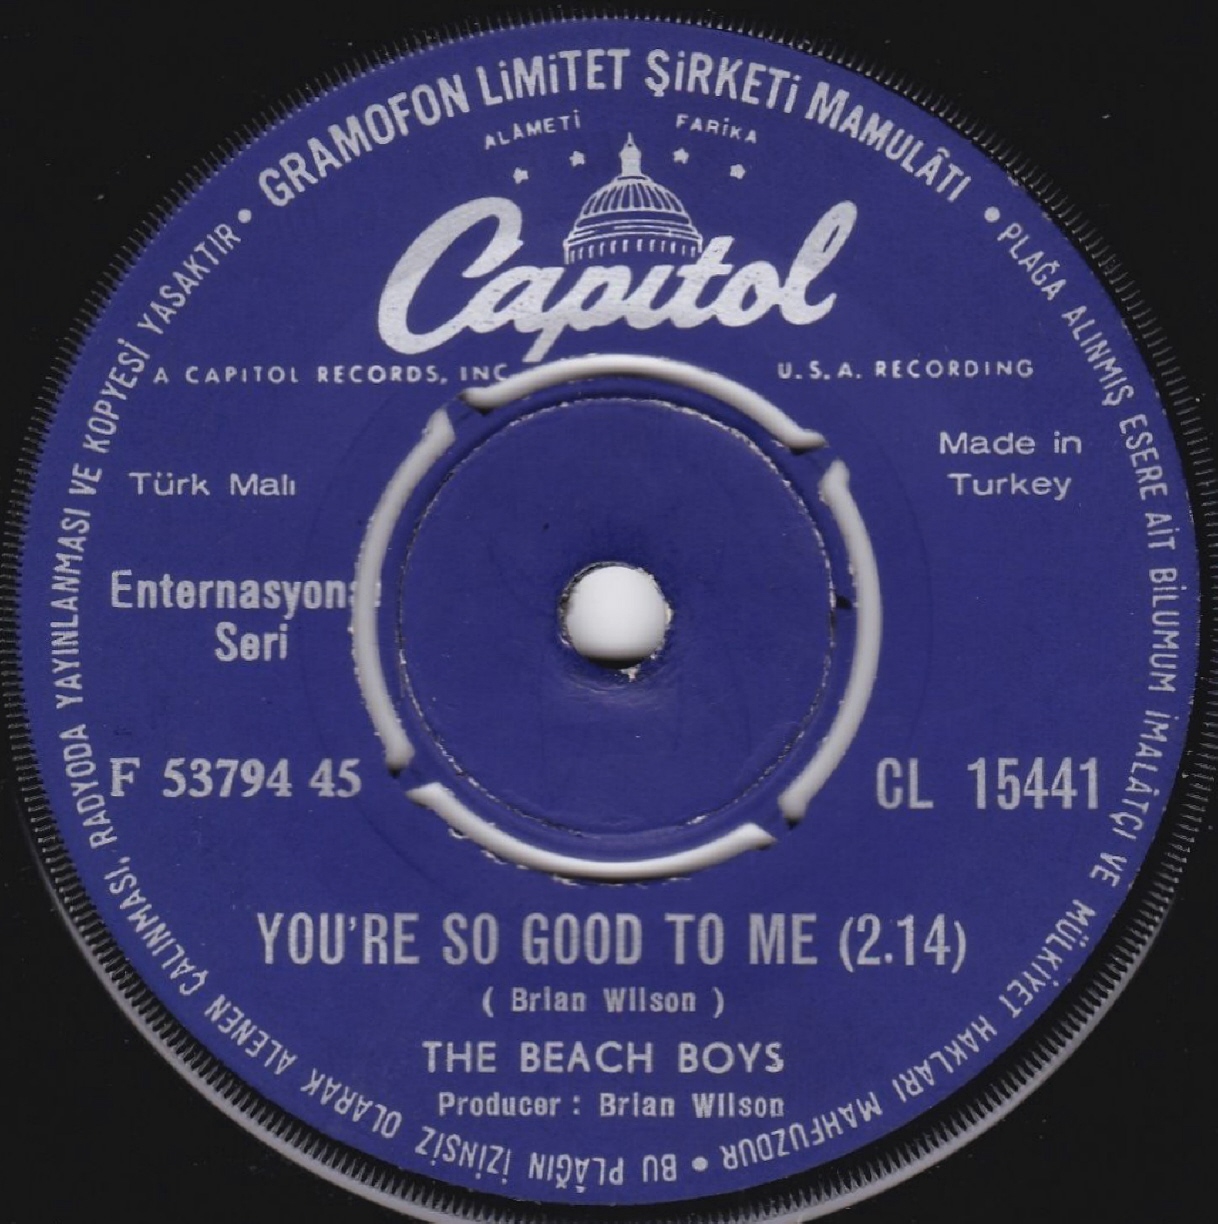 GRAMOFON LİMİTET ŞİRKETİ MAMULÂTI • PLAĞA ALINMIŞ ESERE AİT BİLUMUM İMALÂTÇI VE MÜLKİYET HAKLARI MAHFUZDUR • BU PLÂĞIN İZİNSİZ OLARAK ALENEN ÇALINMASI, RADYODA YAYINLANMASI VE KOPYESİ YASAKTIR •
ALAMETİ FARİKA
Capitol
A CAPITOL RECORDS, INC U.S.A. RECORDING
Made in
Turkey
Türk Malı
Enternasyon
Seri
F 53794 45
CL 15441
YOU'RE SO GOOD TO ME (2.14)
( Brian Wilson )
THE BEACH BOYS
Producer : Brian Wilson